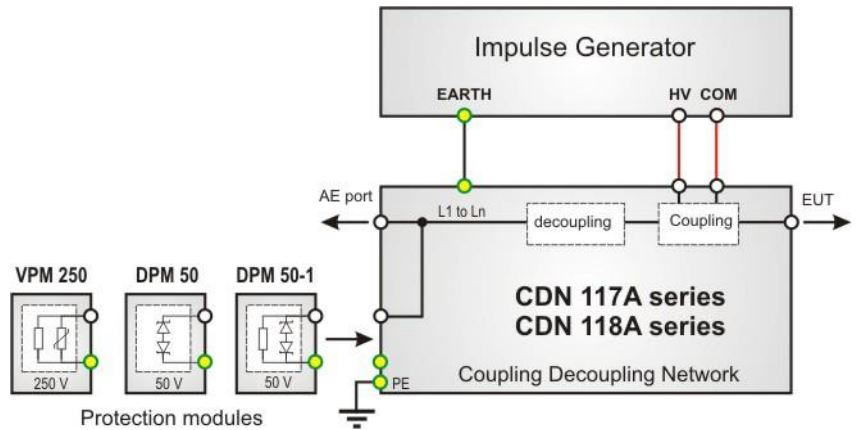 Impulse Generator
EARTH
HV COM
AE port
L1 to Ln
decoupling
Coupling
EUT
VPM 250
DPM 50
DPM 50-1
CDN 117A series
CDN 118A series
250 V
50 V
50 V
PE
Coupling Decoupling Network
Protection modules